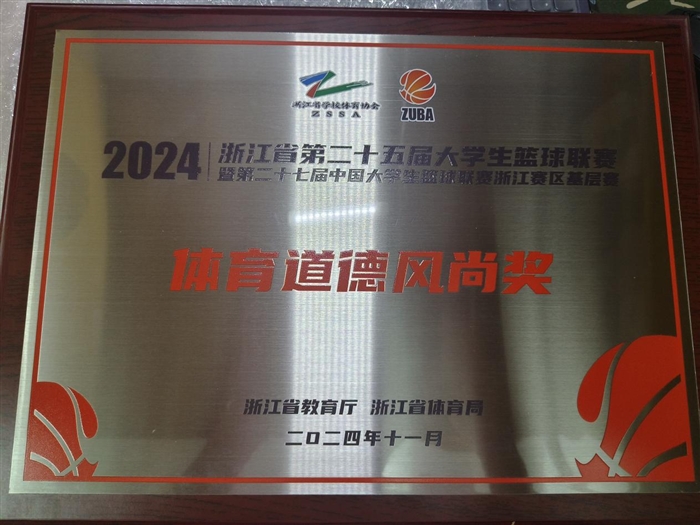 浙江省学校体育协会
ZSSA
ZUBA
2024 浙江省第二十五届大学生篮球联赛
暨第二十七届中国大学生篮球联赛浙江赛区基层赛
体育道德风尚奖
浙江省教育厅 浙江省体育局
二〇二四年十一月